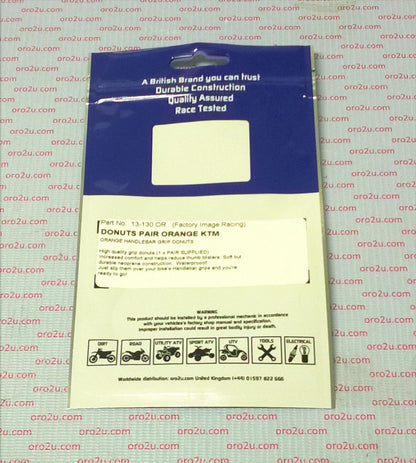 A British Brand you can trust
Durable Construction
Quality Assured
Race Tested
Part No. 13-130 OR (Factory Image Racing)
DONUTS PAIR ORANGE KTM
ORANGE HANDLEBAR GRIP DONUTS
High quality grip donuts (1 x PAIR SUPPLIED)
Increased comfort and helps reduce thumb blisters. Soft but
durable neoprene construction. Waterproof.
Just slip them over your bike's Handlebar grips and you're
ready to go!
WARNING
This product should be installed by a professional mechanic in accordance
with your vehicle's factory shop manual and specification.
Improper installation could result in great bodily injury or death.
DIRT ROAD UTILITY ATV SPORT ATV UTV TOOLS ELECTRICAL
Worldwide distribution: oro2u.com United Kingdom (+44) 01597 822 666
oro2u.com